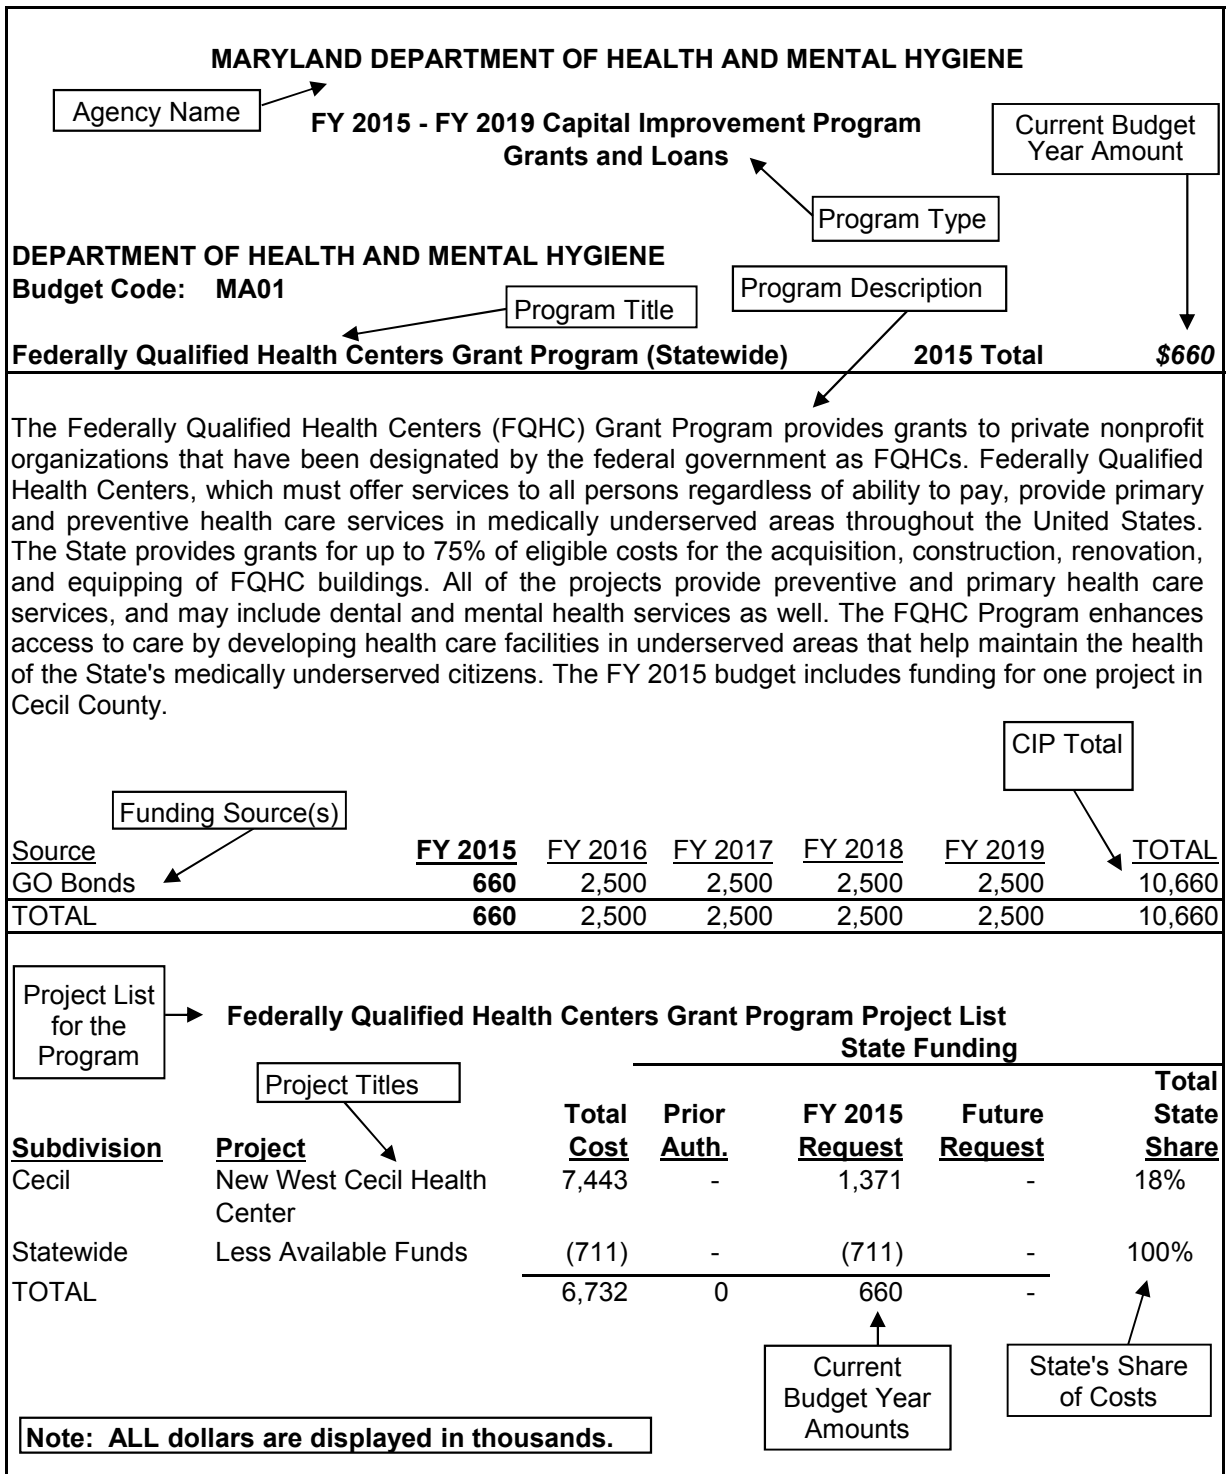 MARYLAND DEPARTMENT OF HEALTH AND MENTAL HYGIENE
Agency Name
FY 2015 - FY 2019 Capital Improvement Program
Grants and Loans
Current Budget
Year Amount
Program Type
DEPARTMENT OF HEALTH AND MENTAL HYGIENE
Budget Code: MA01
Program Description
Program Title
Federally Qualified Health Centers Grant Program (Statewide) 2015 Total $660
The Federally Qualified Health Centers (FQHC) Grant Program provides grants to private nonprofit
organizations that have been designated by the federal government as FQHCs. Federally Qualified
Health Centers, which must offer services to all persons regardless of ability to pay, provide primary
and preventive health care services in medically underserved areas throughout the United States.
The State provides grants for up to 75% of eligible costs for the acquisition, construction, renovation,
and equipping of FQHC buildings. All of the projects provide preventive and primary health care
services, and may include dental and mental health services as well. The FQHC Program enhances
access to care by developing health care facilities in underserved areas that help maintain the health
of the State's medically underserved citizens. The FY 2015 budget includes funding for one project in
Cecil County.
CIP Total
Funding Source(s)
Source FY 2015 FY 2016 FY 2017 FY 2018 FY 2019 TOTAL
GO Bonds 660 2,500 2,500 2,500 2,500 10,660
TOTAL 660 2,500 2,500 2,500 2,500 10,660
Project List
for the
Program
Federally Qualified Health Centers Grant Program Project List
State Funding
Project Titles
Total
Total Prior FY 2015 Future State
Subdivision Project Cost Auth. Request Request Share
Cecil New West Cecil Health 7,443 - 1,371 - 18%
Center
Statewide Less Available Funds (711) - (711) - 100%
TOTAL 6,732 0 660 -
Current
Budget Year
Amounts
State's Share
of Costs
Note: ALL dollars are displayed in thousands.